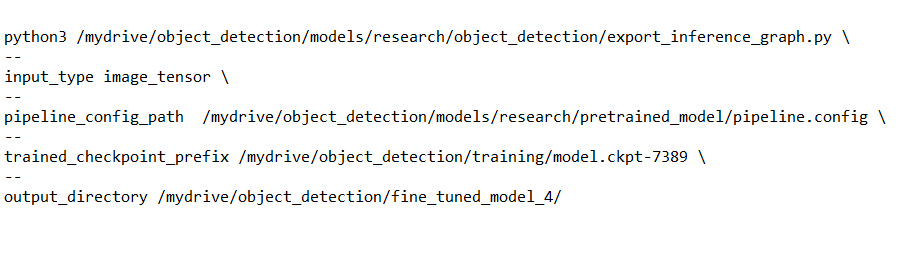 python3 /mydrive/object_detection/models/research/object_detection/export_inference_graph.py \
--
input_type image_tensor \
--
pipeline_config_path  /mydrive/object_detection/models/research/pretrained_model/pipeline.config \
--
trained_checkpoint_prefix /mydrive/object_detection/training/model.ckpt-7389 \
--
output_directory /mydrive/object_detection/fine_tuned_model_4/